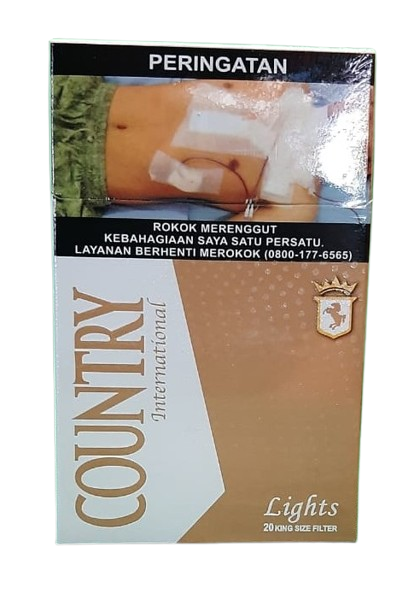 PERINGATAN
ROKOK MERENGGUT
KEBAHAGIAAN SAYA SATU PERSATU.
LAYANAN BERHENTI MEROKOK (0800-177-6565)
COUNTRY
International
Lights
20 KING SIZE FILTER